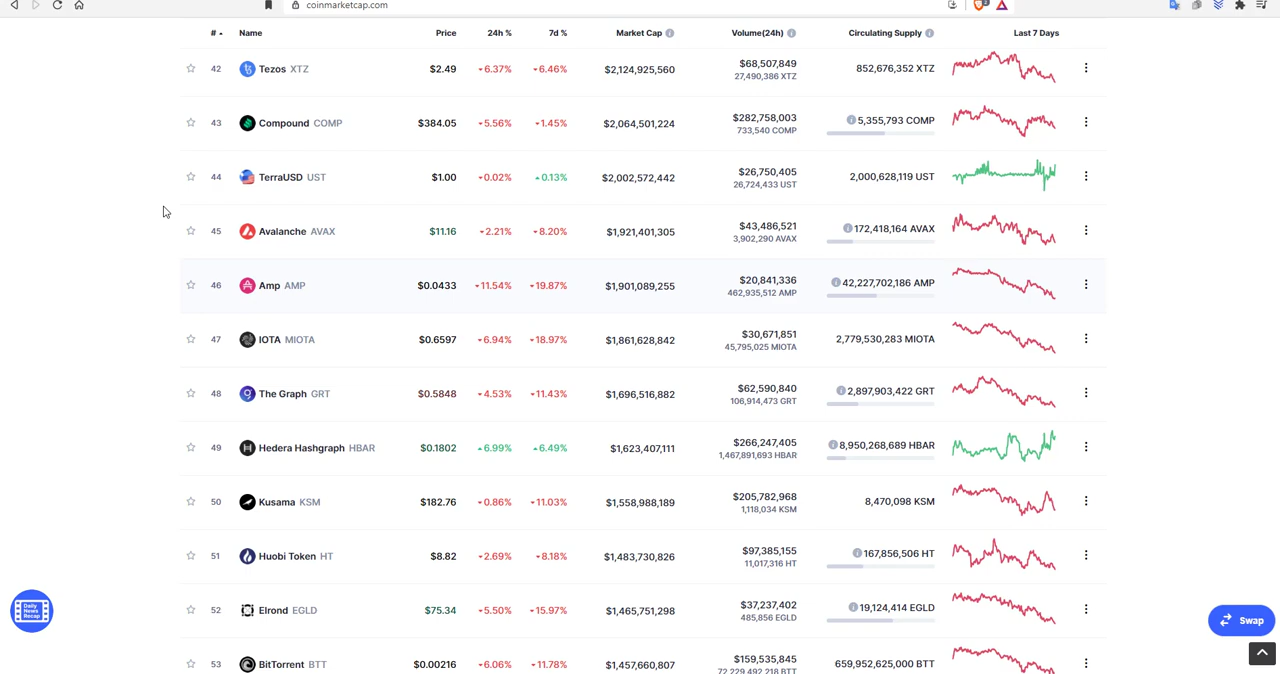 coinmarketcap.com
2
# Name Price 24h % 7d % Market Cap Volume(24h) Circulating Supply Last 7 Days
42 Tezos XTZ $2.49 6.37% 6.46% $2,124,925,560 $68,507,849 852,676,352 XTZ
27,490,386 XTZ
43 Compound COMP $384.05 5.56% 1.45% $2,064,501,224 $282,758,003 5,355,793 COMP
733,540 COMP
44 TerraUSD UST $1.00 0.02% 0.13% $2,002,572,442 $26,750,405 2,000,628,119 UST
26,724,433 UST
45 Avalanche AVAX $11.16 2.21% 8.20% $1,921,401,305 $43,486,521 172,418,164 AVAX
3,902,290 AVAX
46 Amp AMP $0.0433 11.54% 19.87% $1,901,089,255 $20,841,336 42,227,702,186 AMP
462,935,512 AMP
47 IOTA MIOTA $0.6597 6.94% 18.97% $1,861,628,842 $30,671,851 2,779,530,283 MIOTA
45,795,025 MIOTA
48 The Graph GRT $0.5848 4.53% 11.43% $1,696,516,882 $62,590,840 2,897,903,422 GRT
106,914,473 GRT
49 Hedera Hashgraph HBAR $0.1802 6.99% 6.49% $1,623,407,111 $266,247,405 8,950,268,689 HBAR
1,467,891,693 HBAR
50 Kusama KSM $182.76 0.86% 11.03% $1,558,988,189 $205,782,968 8,470,098 KSM
1,118,034 KSM
51 Huobi Token HT $8.82 2.69% 8.18% $1,483,730,826 $97,385,155 167,856,506 HT
11,017,316 HT
52 Elrond EGLD $75.34 5.50% 15.97% $1,465,751,298 $37,237,402 19,124,414 EGLD
485,856 EGLD
Daily
News
Recap
Swap
53 BitTorrent BTT $0.00216 6.06% 11.78% $1,457,660,807 $159,535,845 659,952,625,000 BTT
72,229,492,218 BTT